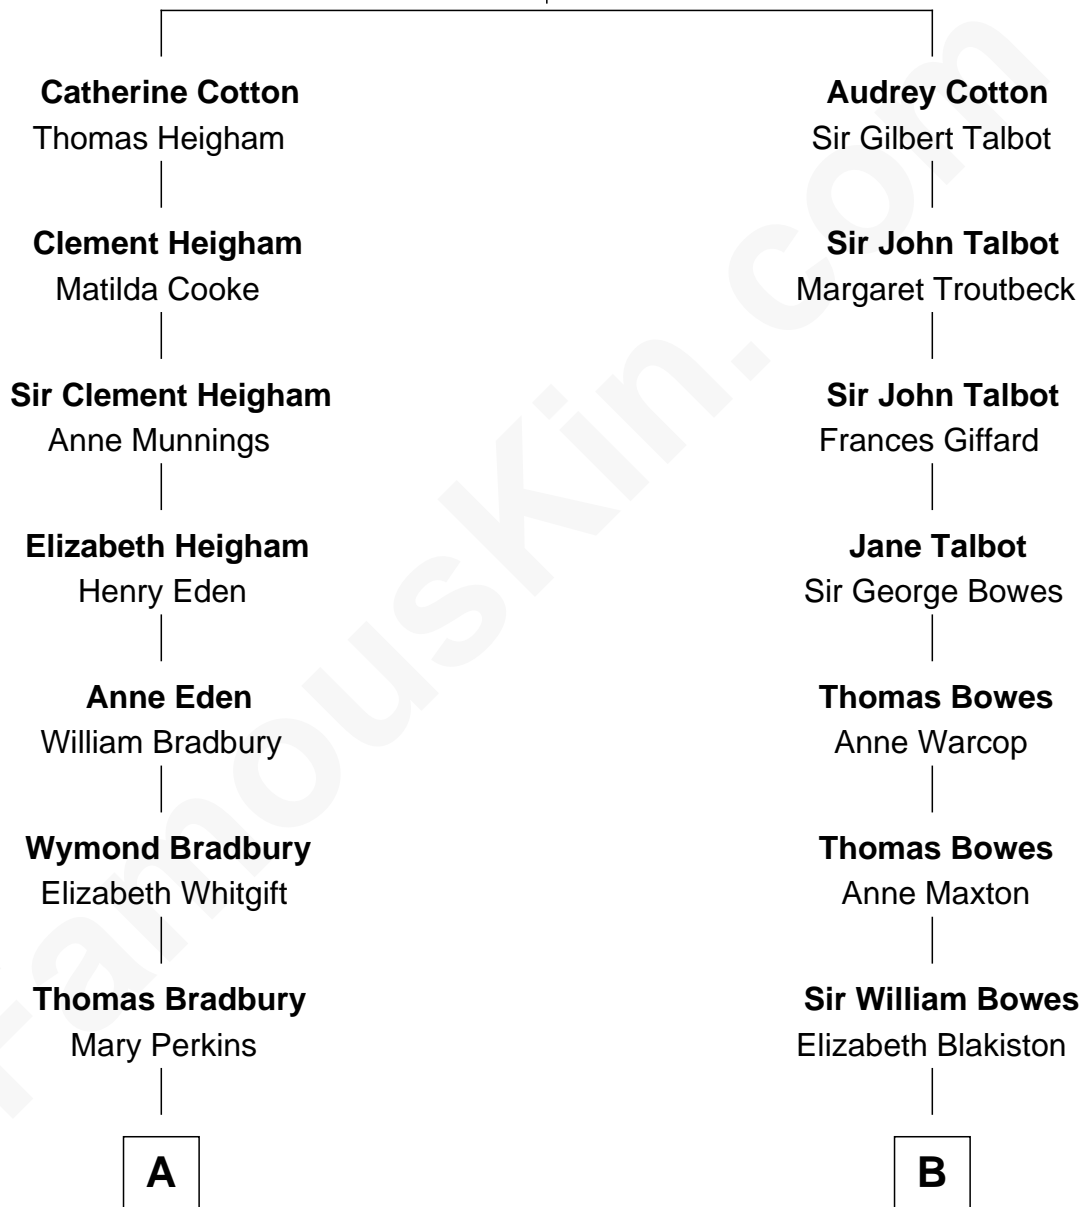 Catherine Cotton
Thomas Heigham
Clement Heigham
Matilda Cooke
Sir Clement Heigham
Anne Munnings
Elizabeth Heigham
Henry Eden
Anne Eden
William Bradbury
Wymond Bradbury
Elizabeth Whitgift
Thomas Bradbury
Mary Perkins
A
Audrey Cotton
Sir Gilbert Talbot
Sir John Talbot
Margaret Troutbeck
Sir John Talbot
Frances Giffard
Jane Talbot
Sir George Bowes
Thomas Bowes
Anne Warcop
Thomas Bowes
Anne Maxton
Sir William Bowes
Elizabeth Blakiston
B
FamousKin.com